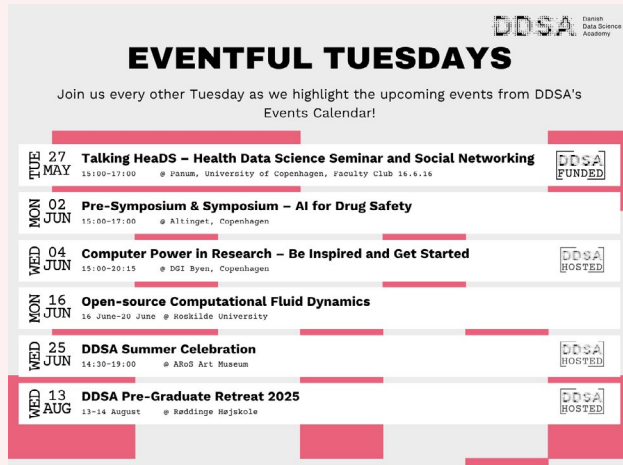 DDSA Danish
Data Science
Academy
EVENTFUL TUESDAYS
Join us every other Tuesday as we highlight the upcoming events from DDSA's
Events Calendar!
TUE 27 MAY
Talking HeaDS – Health Data Science Seminar and Social Networking
15:00-17:00 @ Panum, University of Copenhagen, Faculty Club 16.6.16
DDSA
FUNDED
MON 02 JUN
Pre-Symposium & Symposium – AI for Drug Safety
15:00-17:00 @ Altinget, Copenhagen
WED 04 JUN
Computer Power in Research – Be Inspired and Get Started
15:00-20:15 @ DGI Byen, Copenhagen
DDSA
HOSTED
MON 16 JUN
Open-source Computational Fluid Dynamics
16 June-20 June @ Roskilde University
WED 25 JUN
DDSA Summer Celebration
14:30-19:00 @ ARoS Art Museum
DDSA
HOSTED
WED 13 AUG
DDSA Pre-Graduate Retreat 2025
13-14 August @ Røddinge Højskole
DDSA
HOSTED